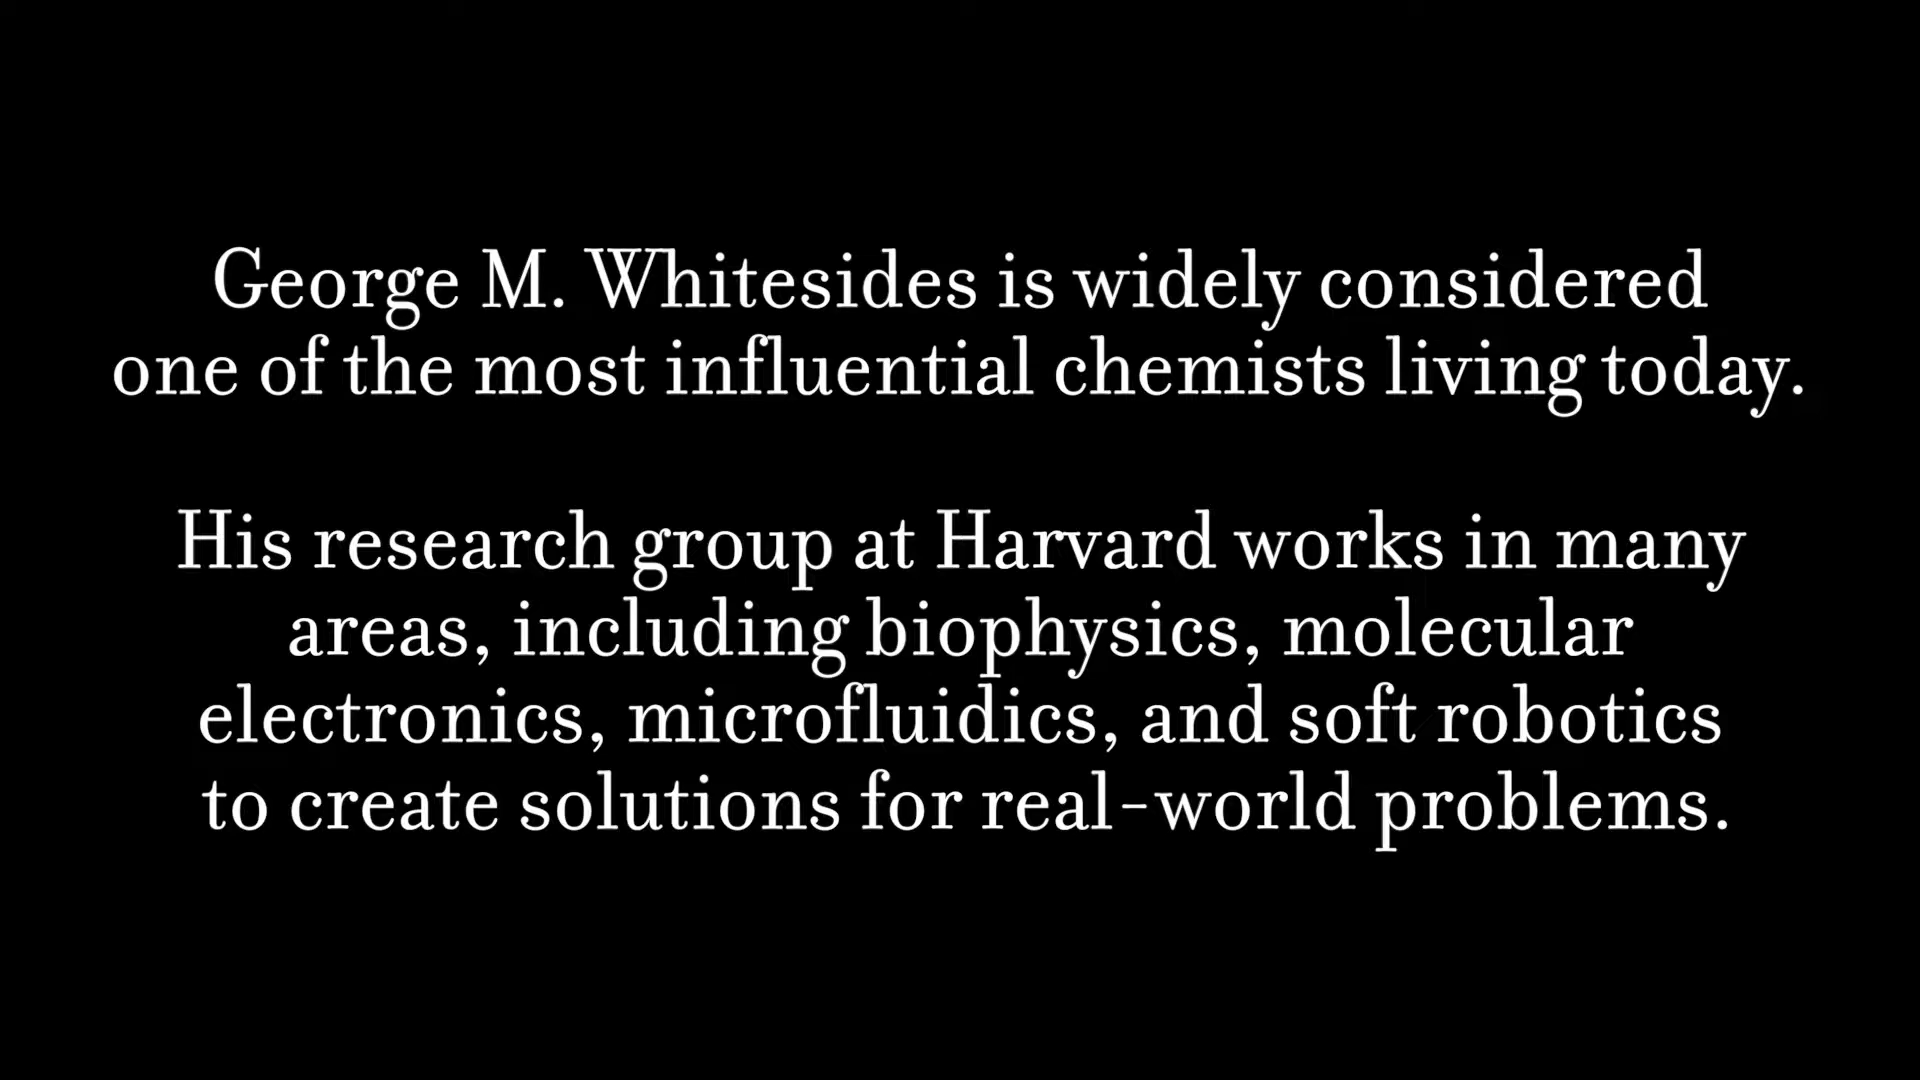 George M. Whitesides is widely considered
one of the most influential chemists living today.
His research group at Harvard works in many
areas, including biophysics, molecular
electronics, microfluidics, and soft robotics
to create solutions for real-world problems.